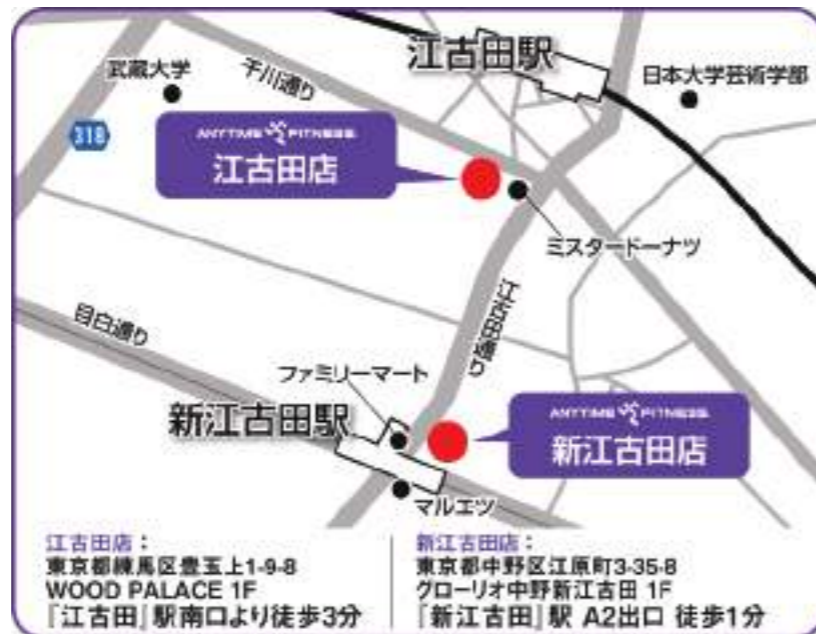 江古田駅
武蔵大学
千川通り
日本大学芸術学部
318
ANYTIME FITNESS
江古田店
ミスタードーナツ
江古田通り
目白通り
ファミリーマート
新江古田駅
ANYTIME FITNESS
新江古田店
マルエツ
江古田店：
東京都練馬区豊玉上1-9-8
WOOD PALACE 1F
『江古田』駅南口より徒歩3分
新江古田店：
東京都中野区江原町3-35-8
グローリオ中野新江古田 1F
『新江古田』駅 A2出口 徒歩1分